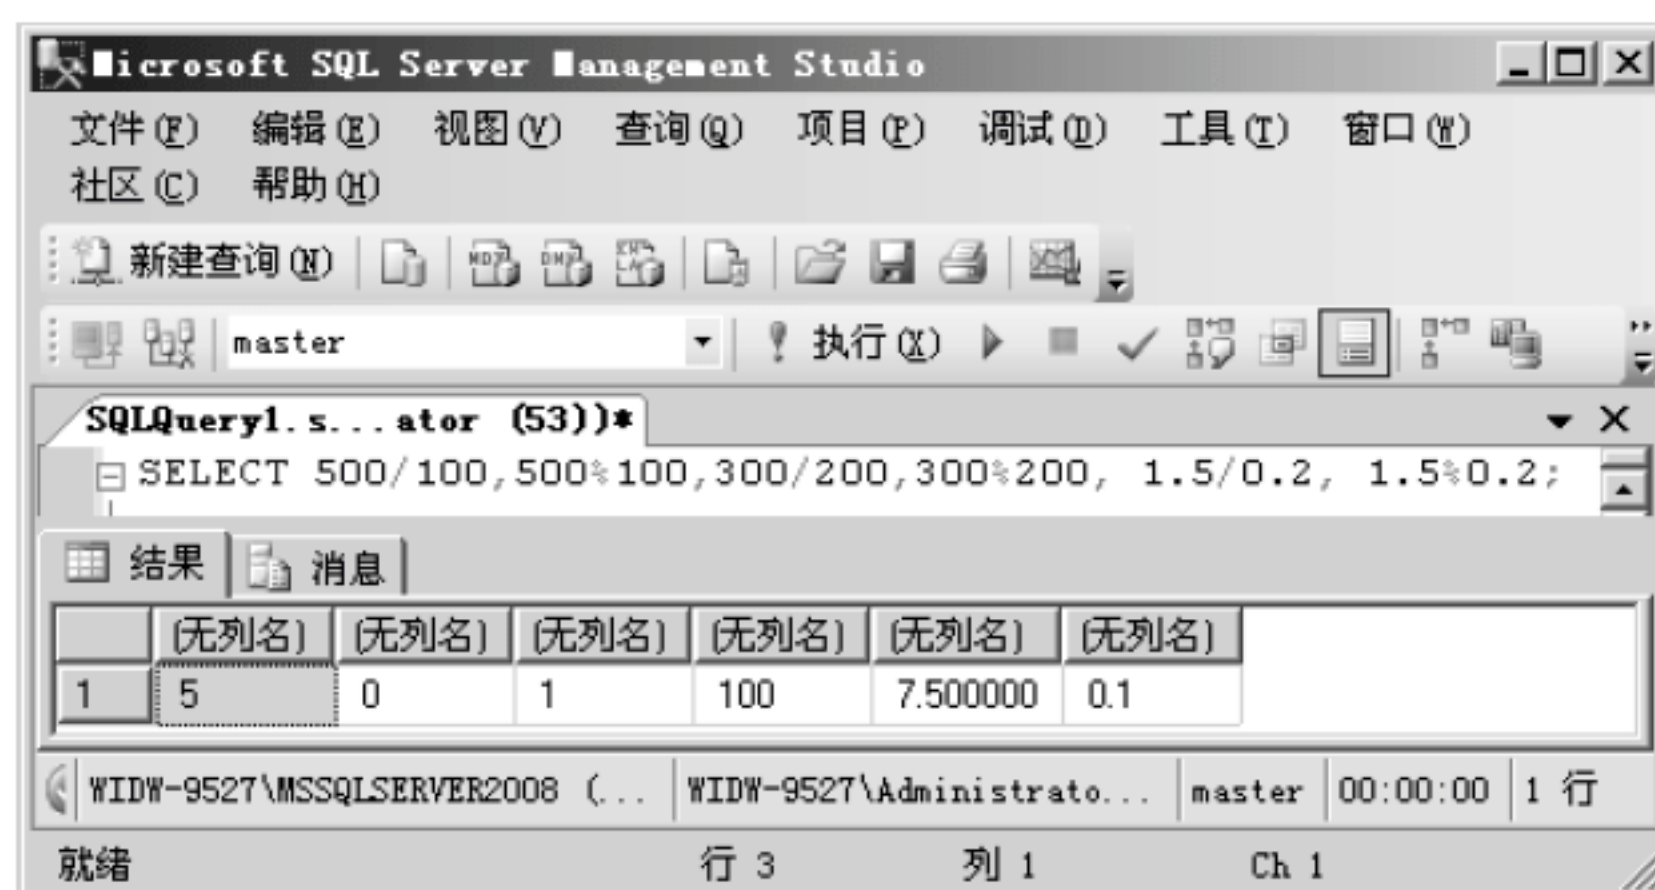 Microsoft SQL Server Management Studio
文件(F) 编辑(E) 视图(V) 查询(Q) 项目(P) 调试(D) 工具(T) 窗口(W)
社区(C) 帮助(H)
新建查询(N)
master 执行(X)
SQLQuery1.s...ator (53))*
SELECT 500/100,500%100,300/200,300%200, 1.5/0.2, 1.5%0.2;
结果 消息
(无列名) (无列名) (无列名) (无列名) (无列名) (无列名)
1 5 0 1 100 7.500000 0.1
WIDW-9527\MSSQLSERVER2008 (... WIDW-9527\Administrato... master 00:00:00 1 行
就绪 行 3 列 1 Ch 1